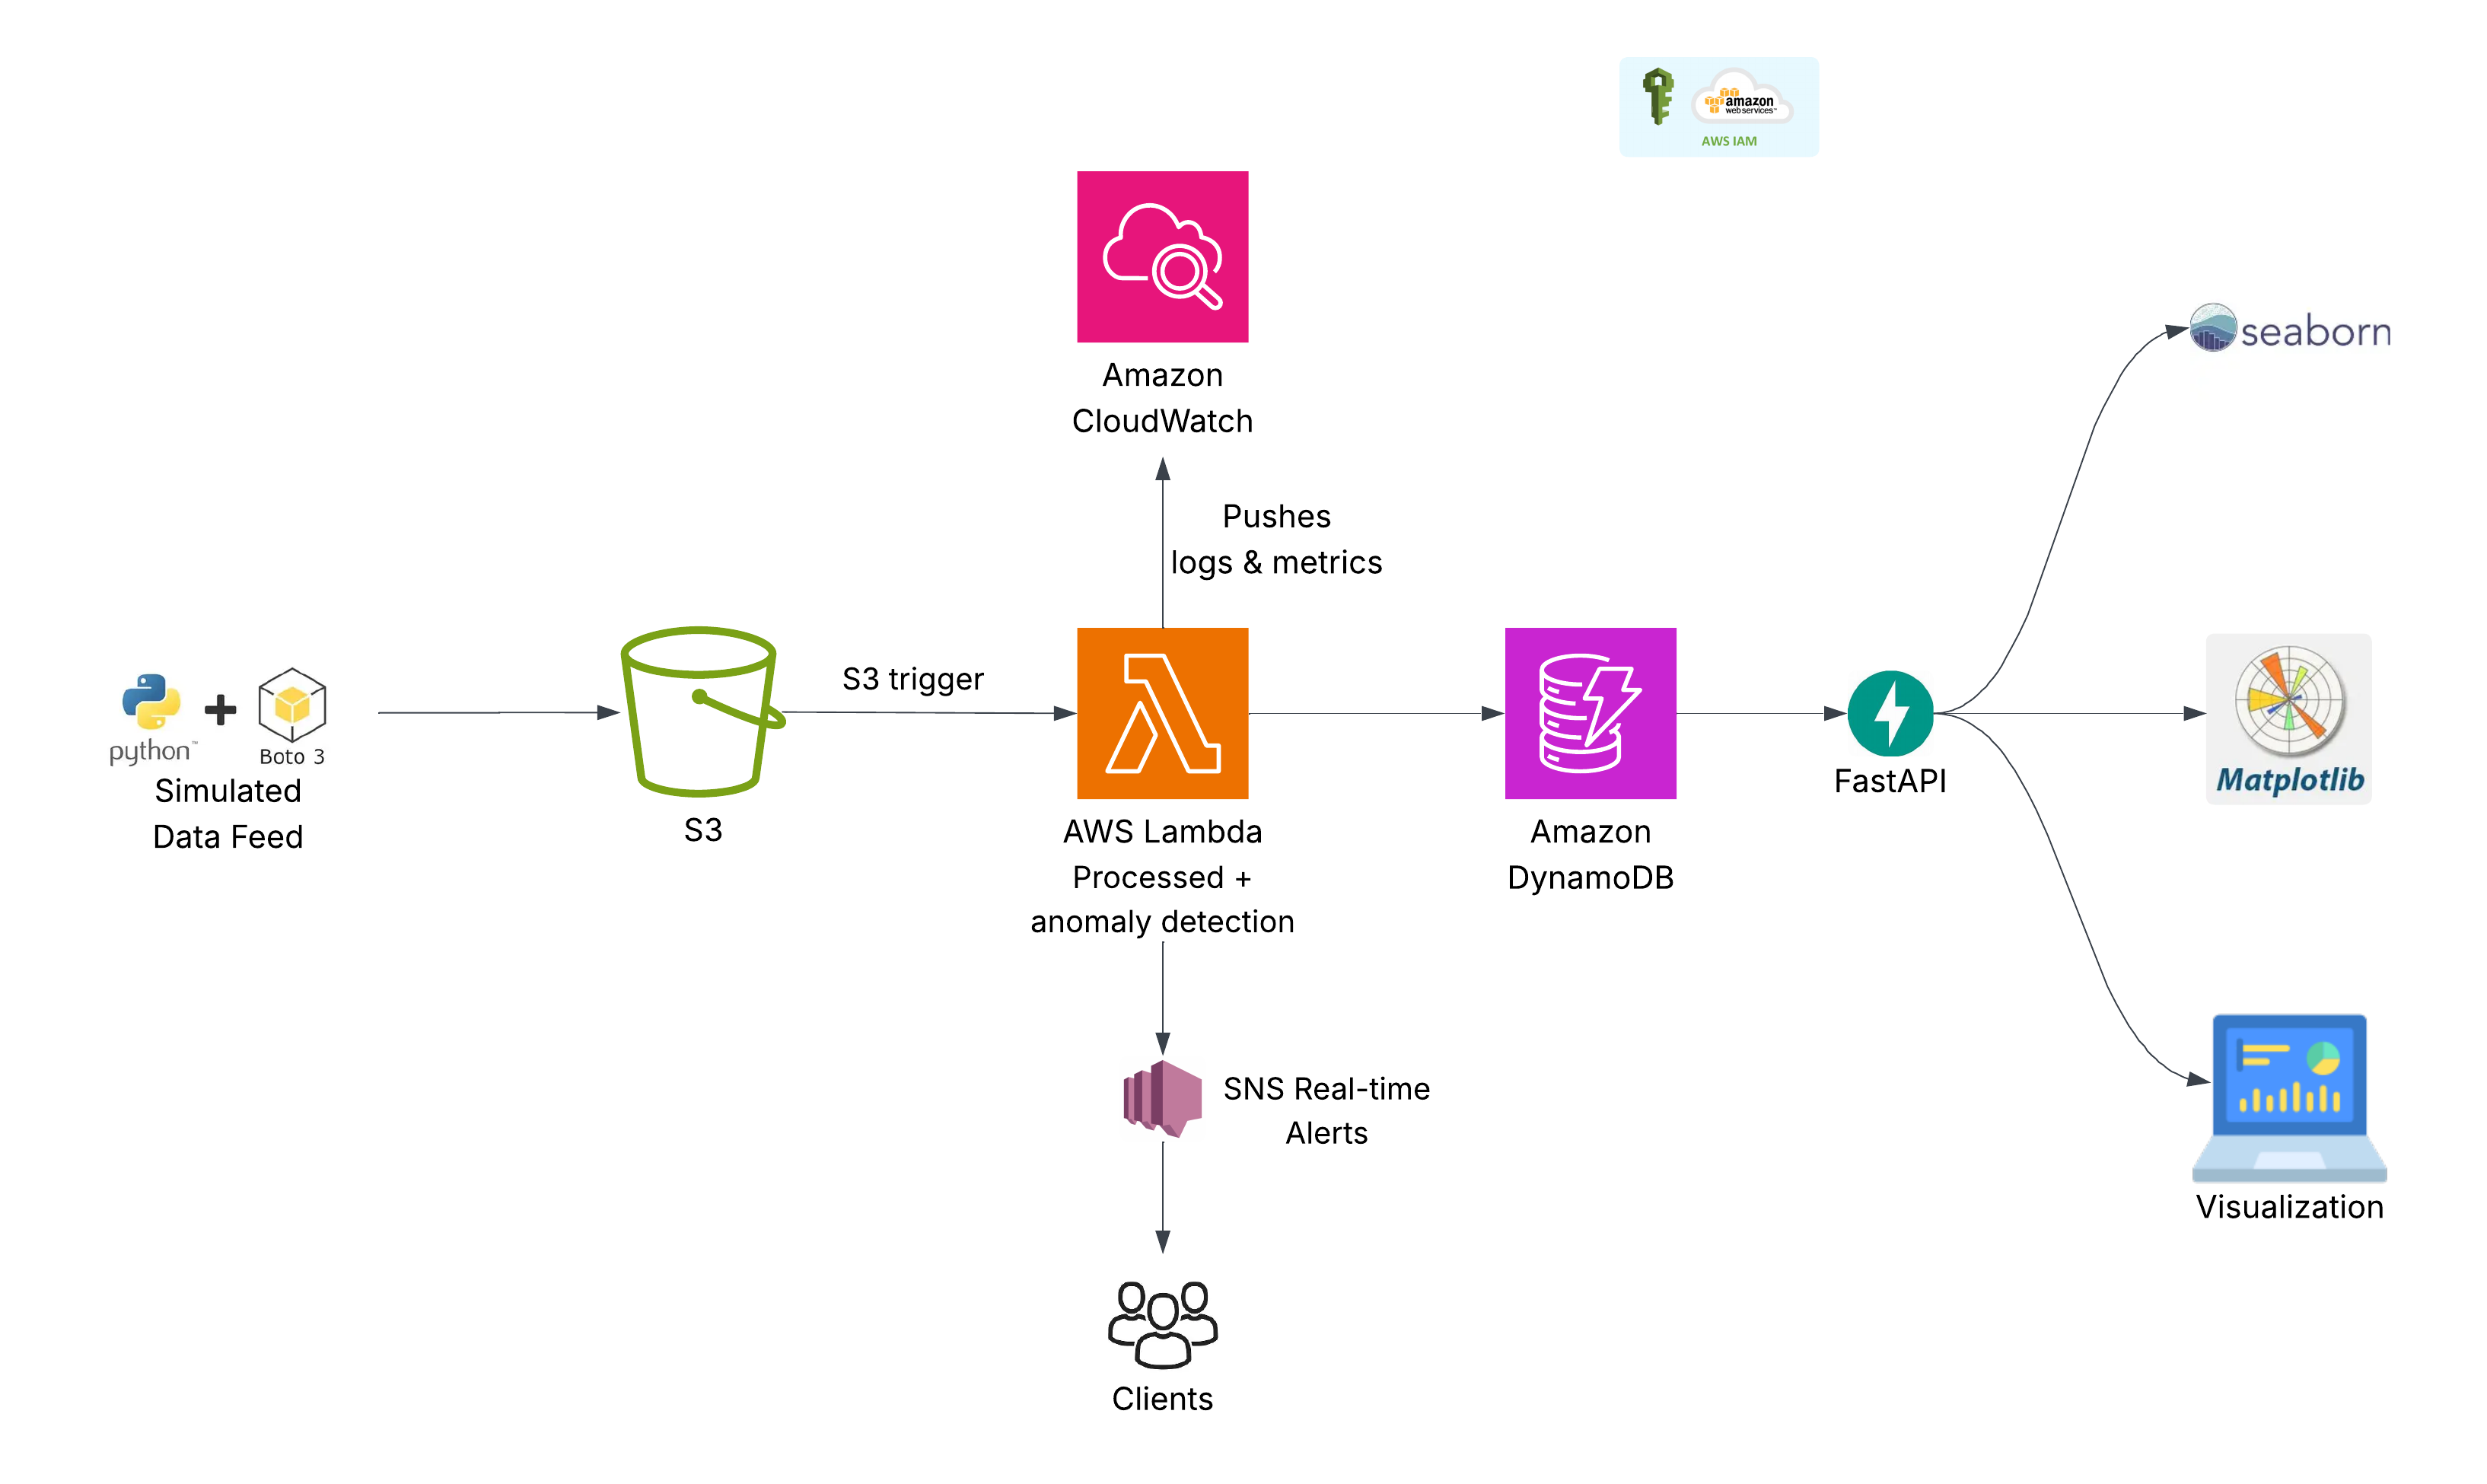 amazon
web services™
AWS IAM
Amazon
CloudWatch
Pushes
logs & metrics
seaborn
python™
Boto 3
Simulated
Data Feed
S3
S3 trigger
AWS Lambda
Processed +
anomaly detection
Amazon
DynamoDB
FastAPI
Matplotlib
SNS Real-time
Alerts
Visualization
Clients